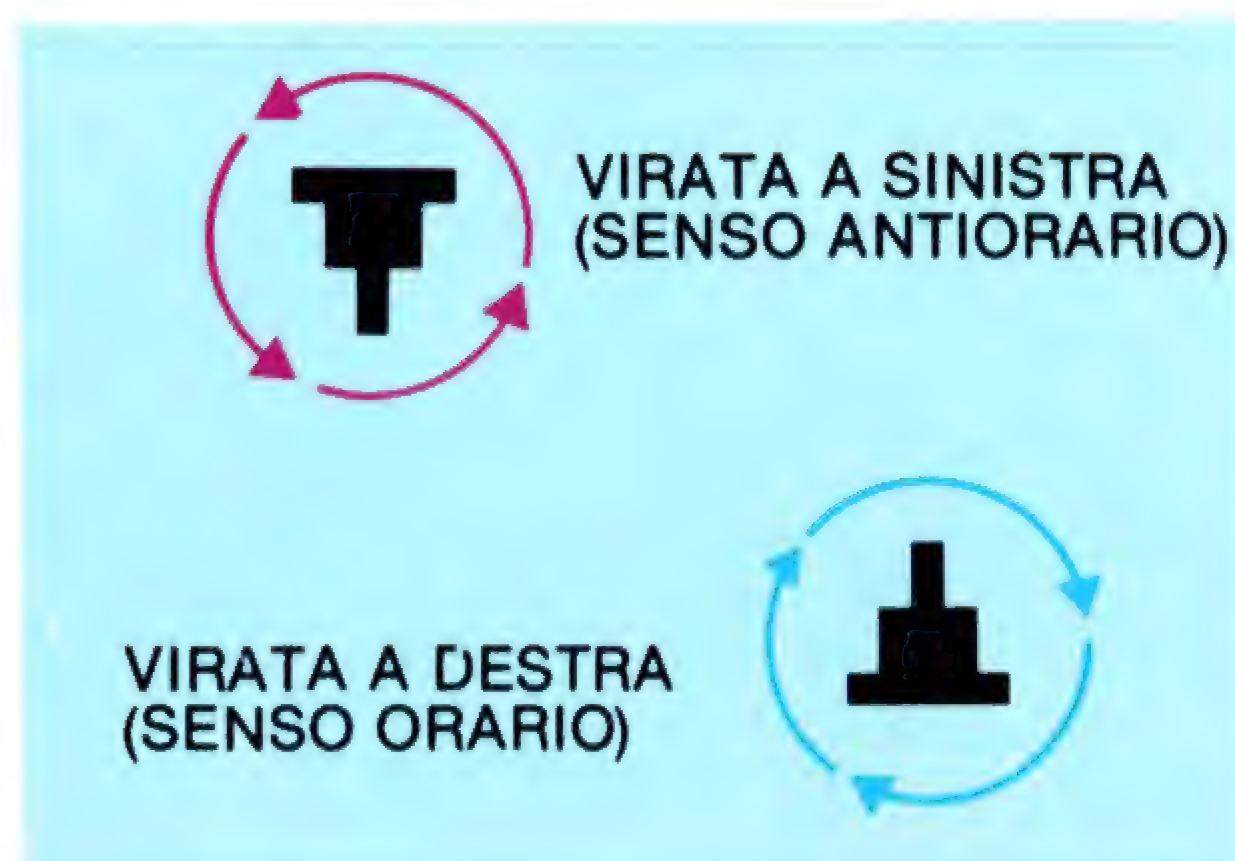 VIRATA A SINISTRA
(SENSO ANTIORARIO)
VIRATA A DESTRA
(SENSO ORARIO)